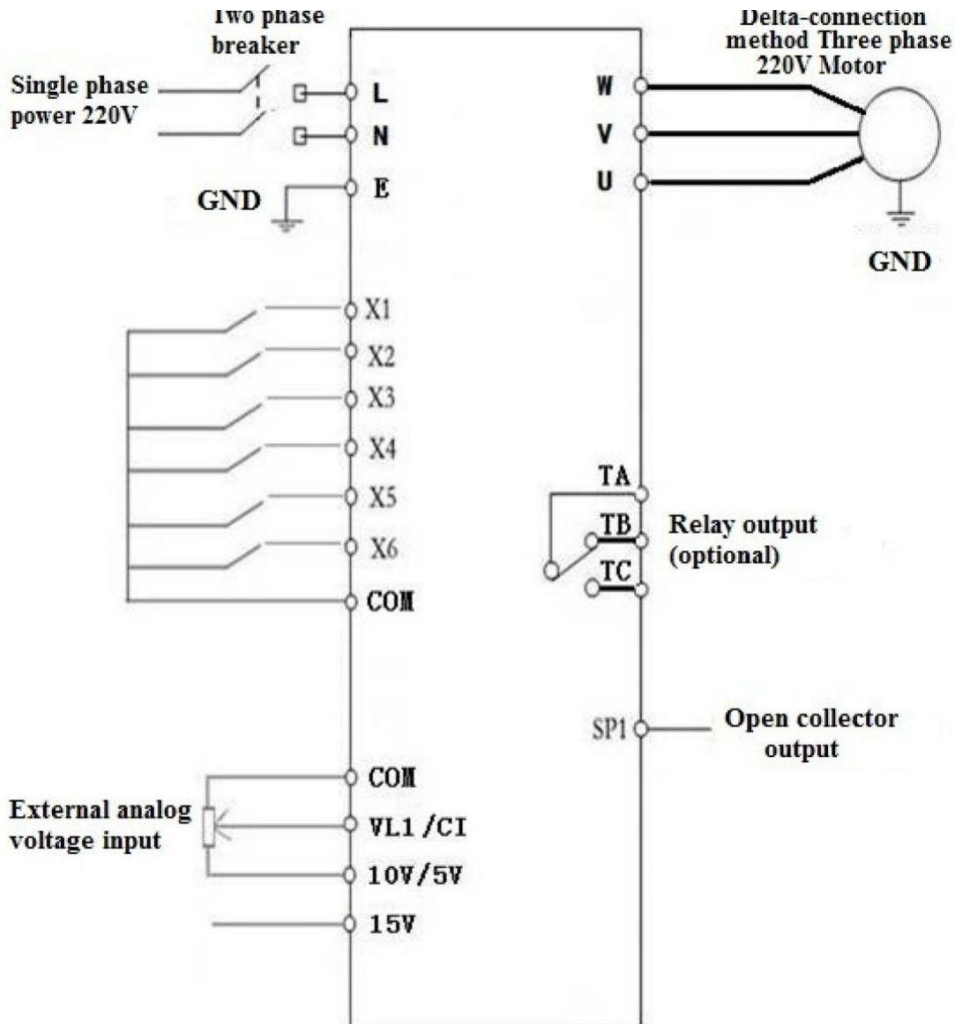 Two phase
breaker
Single phase
power 220V
L
N
E
GND
Delta-connection
method Three phase
220V Motor
W
V
U
GND
X1
X2
X3
X4
X5
X6
COM
TA
TB
TC
Relay output
(optional)
SP1
Open collector
output
External analog
voltage input
COM
VL1/CI
10V/5V
15V